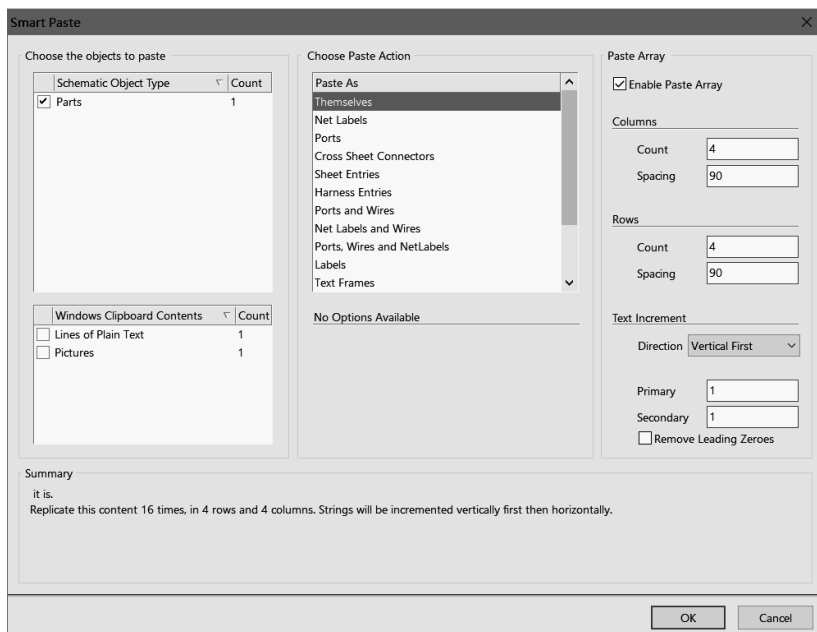 Smart Paste
Choose the objects to paste
Schematic Object Type Count
Parts 1
Windows Clipboard Contents Count
Lines of Plain Text 1
Pictures 1
Choose Paste Action
Paste As
Themselves
Net Labels
Ports
Cross Sheet Connectors
Sheet Entries
Harness Entries
Ports and Wires
Net Labels and Wires
Ports, Wires and NetLabels
Labels
Text Frames
No Options Available
Paste Array
Enable Paste Array
Columns
Count 4
Spacing 90
Rows
Count 4
Spacing 90
Text Increment
Direction Vertical First
Primary 1
Secondary 1
Remove Leading Zeroes
Summary
it is.
Replicate this content 16 times, in 4 rows and 4 columns. Strings will be incremented vertically first then horizontally.
OK Cancel